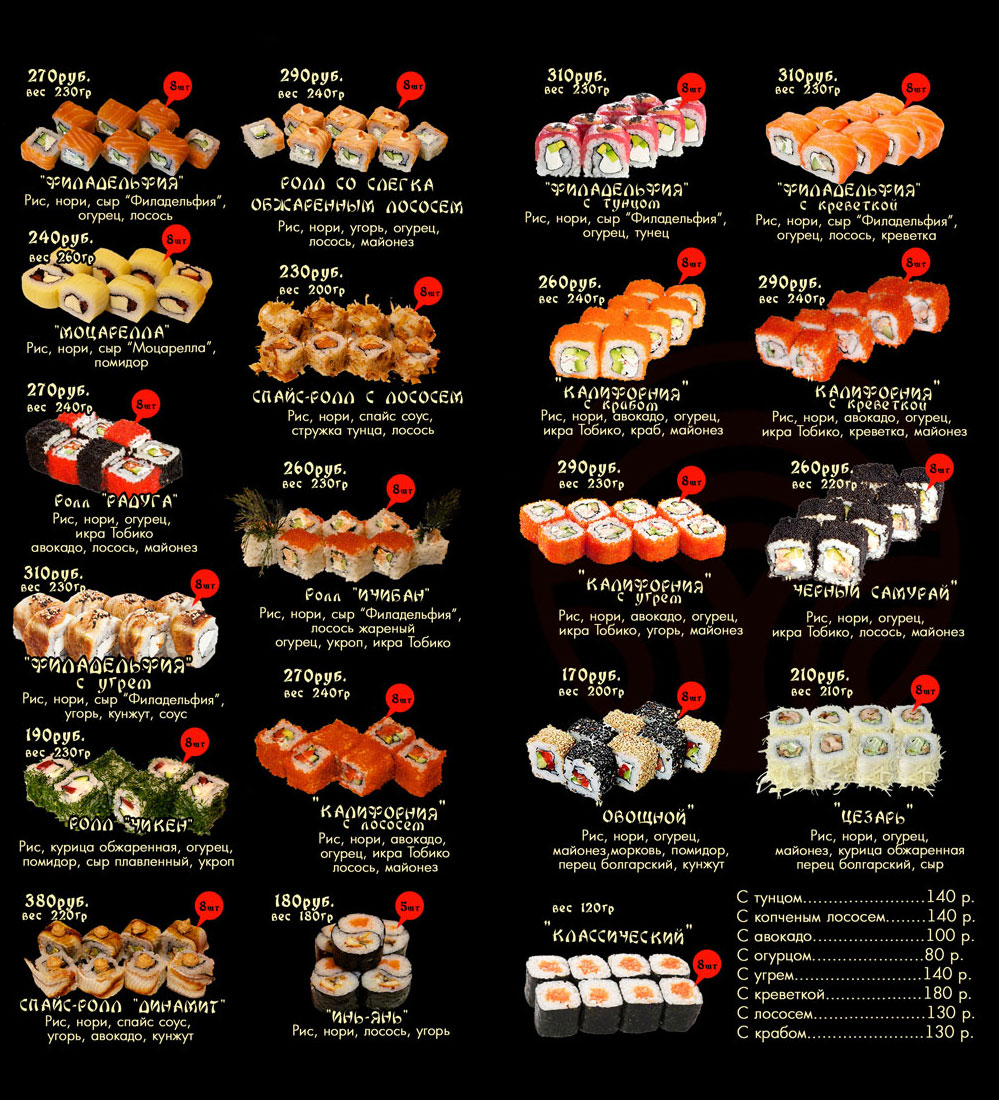 270руб.
вес 230гр
8шт
"ФИЛАДЕЛЬФИЯ"
Рис, нори, сыр “Филадельфия”,
огурец, лосось
240руб.
вес 260гр
8шт
"МОЦАРЕЛЛА"
Рис, нори, сыр “Моцарелла”,
помидор
270руб.
вес 240гр
8шт
РОЛЛ "РАДУГА"
Рис, нори, огурец,
икра Тобико
авокадо, лосось, майонез
310руб.
вес 230гр
8шт
"ФИЛАДЕЛЬФИЯ"
с угрем
Рис, нори, сыр “Филадельфия”,
угорь, кунжут, соус
190руб.
вес 230гр
8шт
РОЛЛ "ЧИКЕН"
Рис, курица обжаренная, огурец,
помидор, сыр плавленный, укроп
380руб.
вес 220гр
8шт
СПАЙС-РОЛЛ "ДИНАМИТ"
Рис, нори, спайс соус,
угорь, авокадо, кунжут
290руб.
вес 240гр
8шт
РОЛЛ СО СЛЕГКА
ОБЖАРЕННЫМ ЛОСОСЕМ
Рис, нори, угорь, огурец,
лосось, майонез
230руб.
вес 200гр
8шт
СПАЙС-РОЛЛ С ЛОСОСЕМ
Рис, нори, спайс соус,
стружка тунца, лосось
260руб.
вес 230гр
8шт
РОЛЛ "ИЧИБАН"
Рис, нори, сыр “Филадельфия”,
лосось жареный
огурец, укроп, икра Тобико
270руб.
вес 240гр
8шт
"КАЛИФОРНИЯ"
с лососем
Рис, нори, авокадо,
огурец, икра Тобико
лосось, майонез
180руб.
вес 180гр
5шт
"ИНЬ-ЯНЬ"
Рис, нори, лосось, угорь
310руб.
вес 230гр
8шт
"ФИЛАДЕЛЬФИЯ"
с тунцом
Рис, нори, сыр “Филадельфия”,
огурец, тунец
260руб.
вес 240гр
8шт
"КАЛИФОРНИЯ"
с крабом
Рис, нори, авокадо, огурец,
икра Тобико, краб, майонез
290руб.
вес 230гр
8шт
"КАЛИФОРНИЯ"
с угрем
Рис, нори, авокадо, огурец,
икра Тобико, угорь, майонез
170руб.
вес 200гр
8шт
ОВОЩНОЙ"
Рис, нори, огурец,
майонез,морковь, помидор,
перец болгарский, кунжут
вес 120гр
"КЛАССИЧЕСКИЙ"
8шт
310руб.
вес 230гр
8шт
"ФИЛАДЕЛЬФИЯ"
с креветкой
Рис, нори, сыр “Филадельфия”,
огурец, лосось, креветка
290руб.
вес 240гр
8шт
"КАЛИФОРНИЯ"
с креветкой
Рис, нори, авокадо, огурец,
икра Тобико, креветка, майонез
260руб.
вес 220гр
8шт
ЧЕРНЫЙ САМУРАЙ"
Рис, нори, огурец,
икра Тобико, лосось, майонез
210руб.
вес 210гр
8шт
"ЦЕЗАРЬ"
Рис, нори, огурец,
майонез, курица обжаренная
перец болгарский, сыр
С тунцом......................140 р.
С копченым лососем.......140 р.
С авокадо....................100 р.
С огурцом.....................80 р.
С угрем.......................140 р.
С креветкой..................180 р.
С лососем....................130 р.
С крабом.....................130 р.